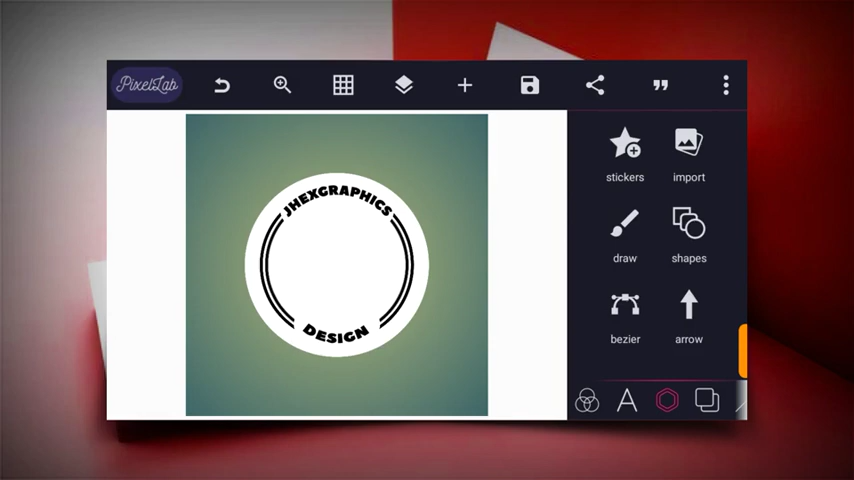 PixelLab
JHEXGRAPHICS
DESIGN
stickers
import
draw
shapes
bezier
arrow